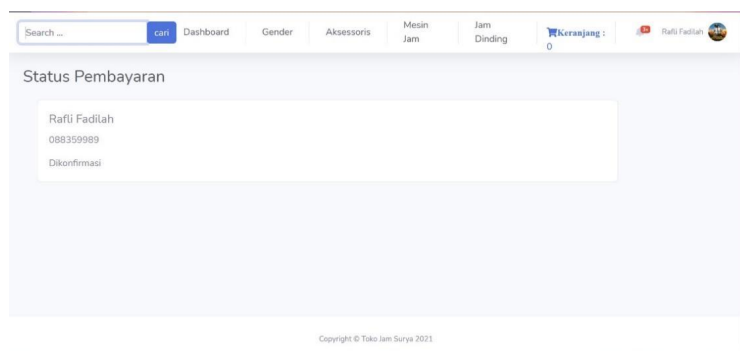 Search ...
cari
Dashboard
Gender
Aksessoris
Mesin
Jam
Jam
Dinding
Keranjang :
0
Rafli Fadilah
Status Pembayaran
Rafli Fadilah
088359989
Dikonfirmasi
Copyright © Toko Jam Surya 2021